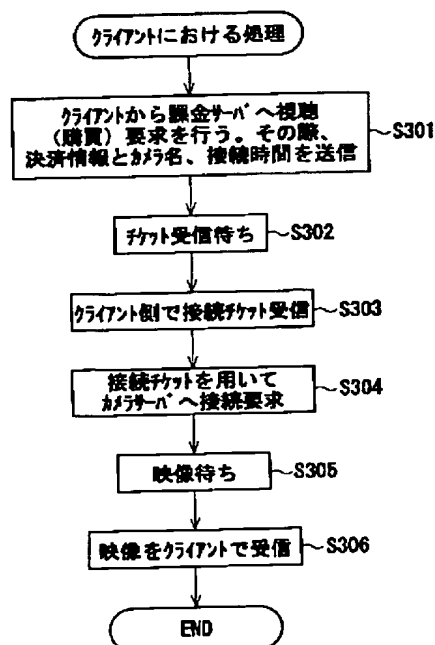 クライアントにおける処理
クライアントから課金サーバへ視聴
(購買)要求を行う。その際、
決済情報とカメラ名、接続時間を送信
S301
チケット受信待ち
S302
クライアント側で接続チケット受信
S303
接続チケットを用いて
カメラサーバへ接続要求
S304
映像待ち
S305
映像をクライアントで受信
S306
END